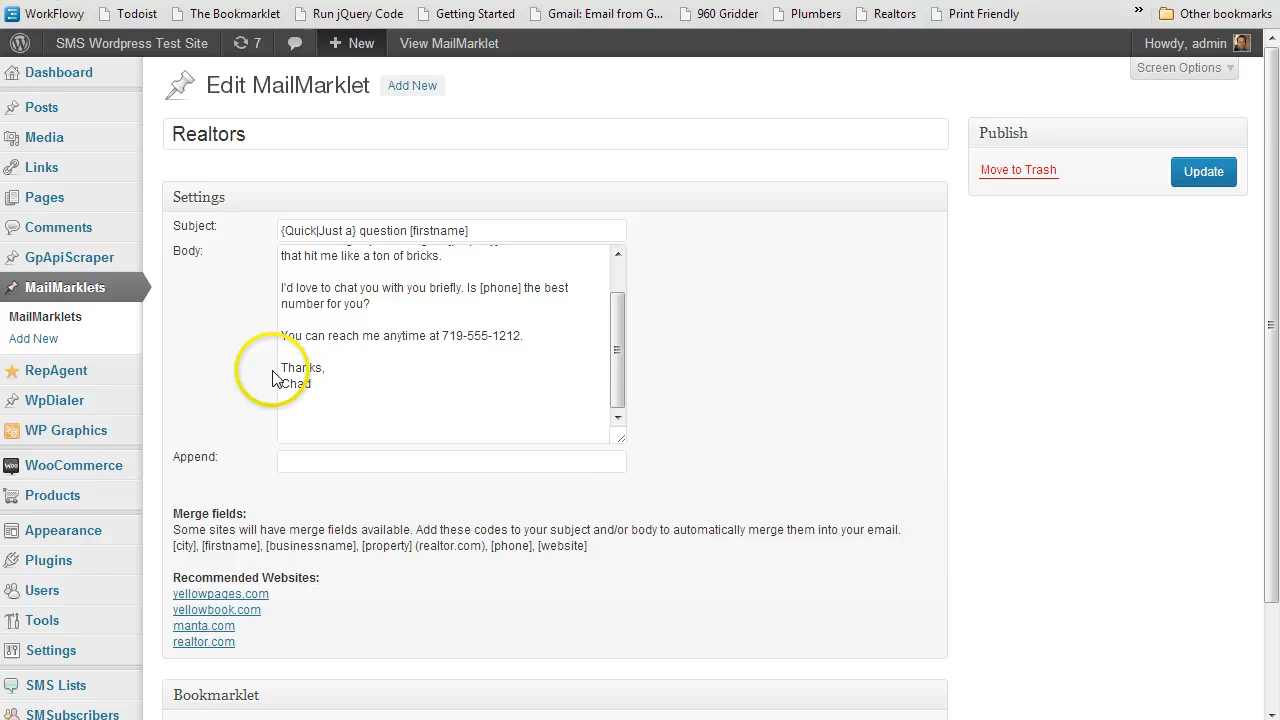 WorkFlowy Todoist The Bookmarklet Run jQuery Code Getting Started Gmail: Email from G... 960 Gridder Plumbers Realtors Print Friendly » Other bookmarks
SMS Wordpress Test Site 7 + New View MailMarklet Howdy, admin
Screen Options
Dashboard
Posts
Media
Links
Pages
Comments
GpApiScraper
MailMarklets
MailMarklets
Add New
RepAgent
WpDialer
WP Graphics
WooCommerce
Products
Appearance
Plugins
Users
Tools
Settings
SMS Lists
SMSubscribers
Edit MailMarklet Add New
Realtors
Settings
Subject: {Quick|Just a} question [firstname]
Body:
that hit me like a ton of bricks.
I'd love to chat you with you briefly. Is [phone] the best
number for you?
You can reach me anytime at 719-555-1212.
Thanks,
Chad
Append:
Merge fields:
Some sites will have merge fields available. Add these codes to your subject and/or body to automatically merge them into your email.
[city], [firstname], [businessname], [property] (realtor.com), [phone], [website]
Recommended Websites:
yellowpages.com
yellowbook.com
manta.com
realtor.com
Bookmarklet
Publish
Move to Trash Update